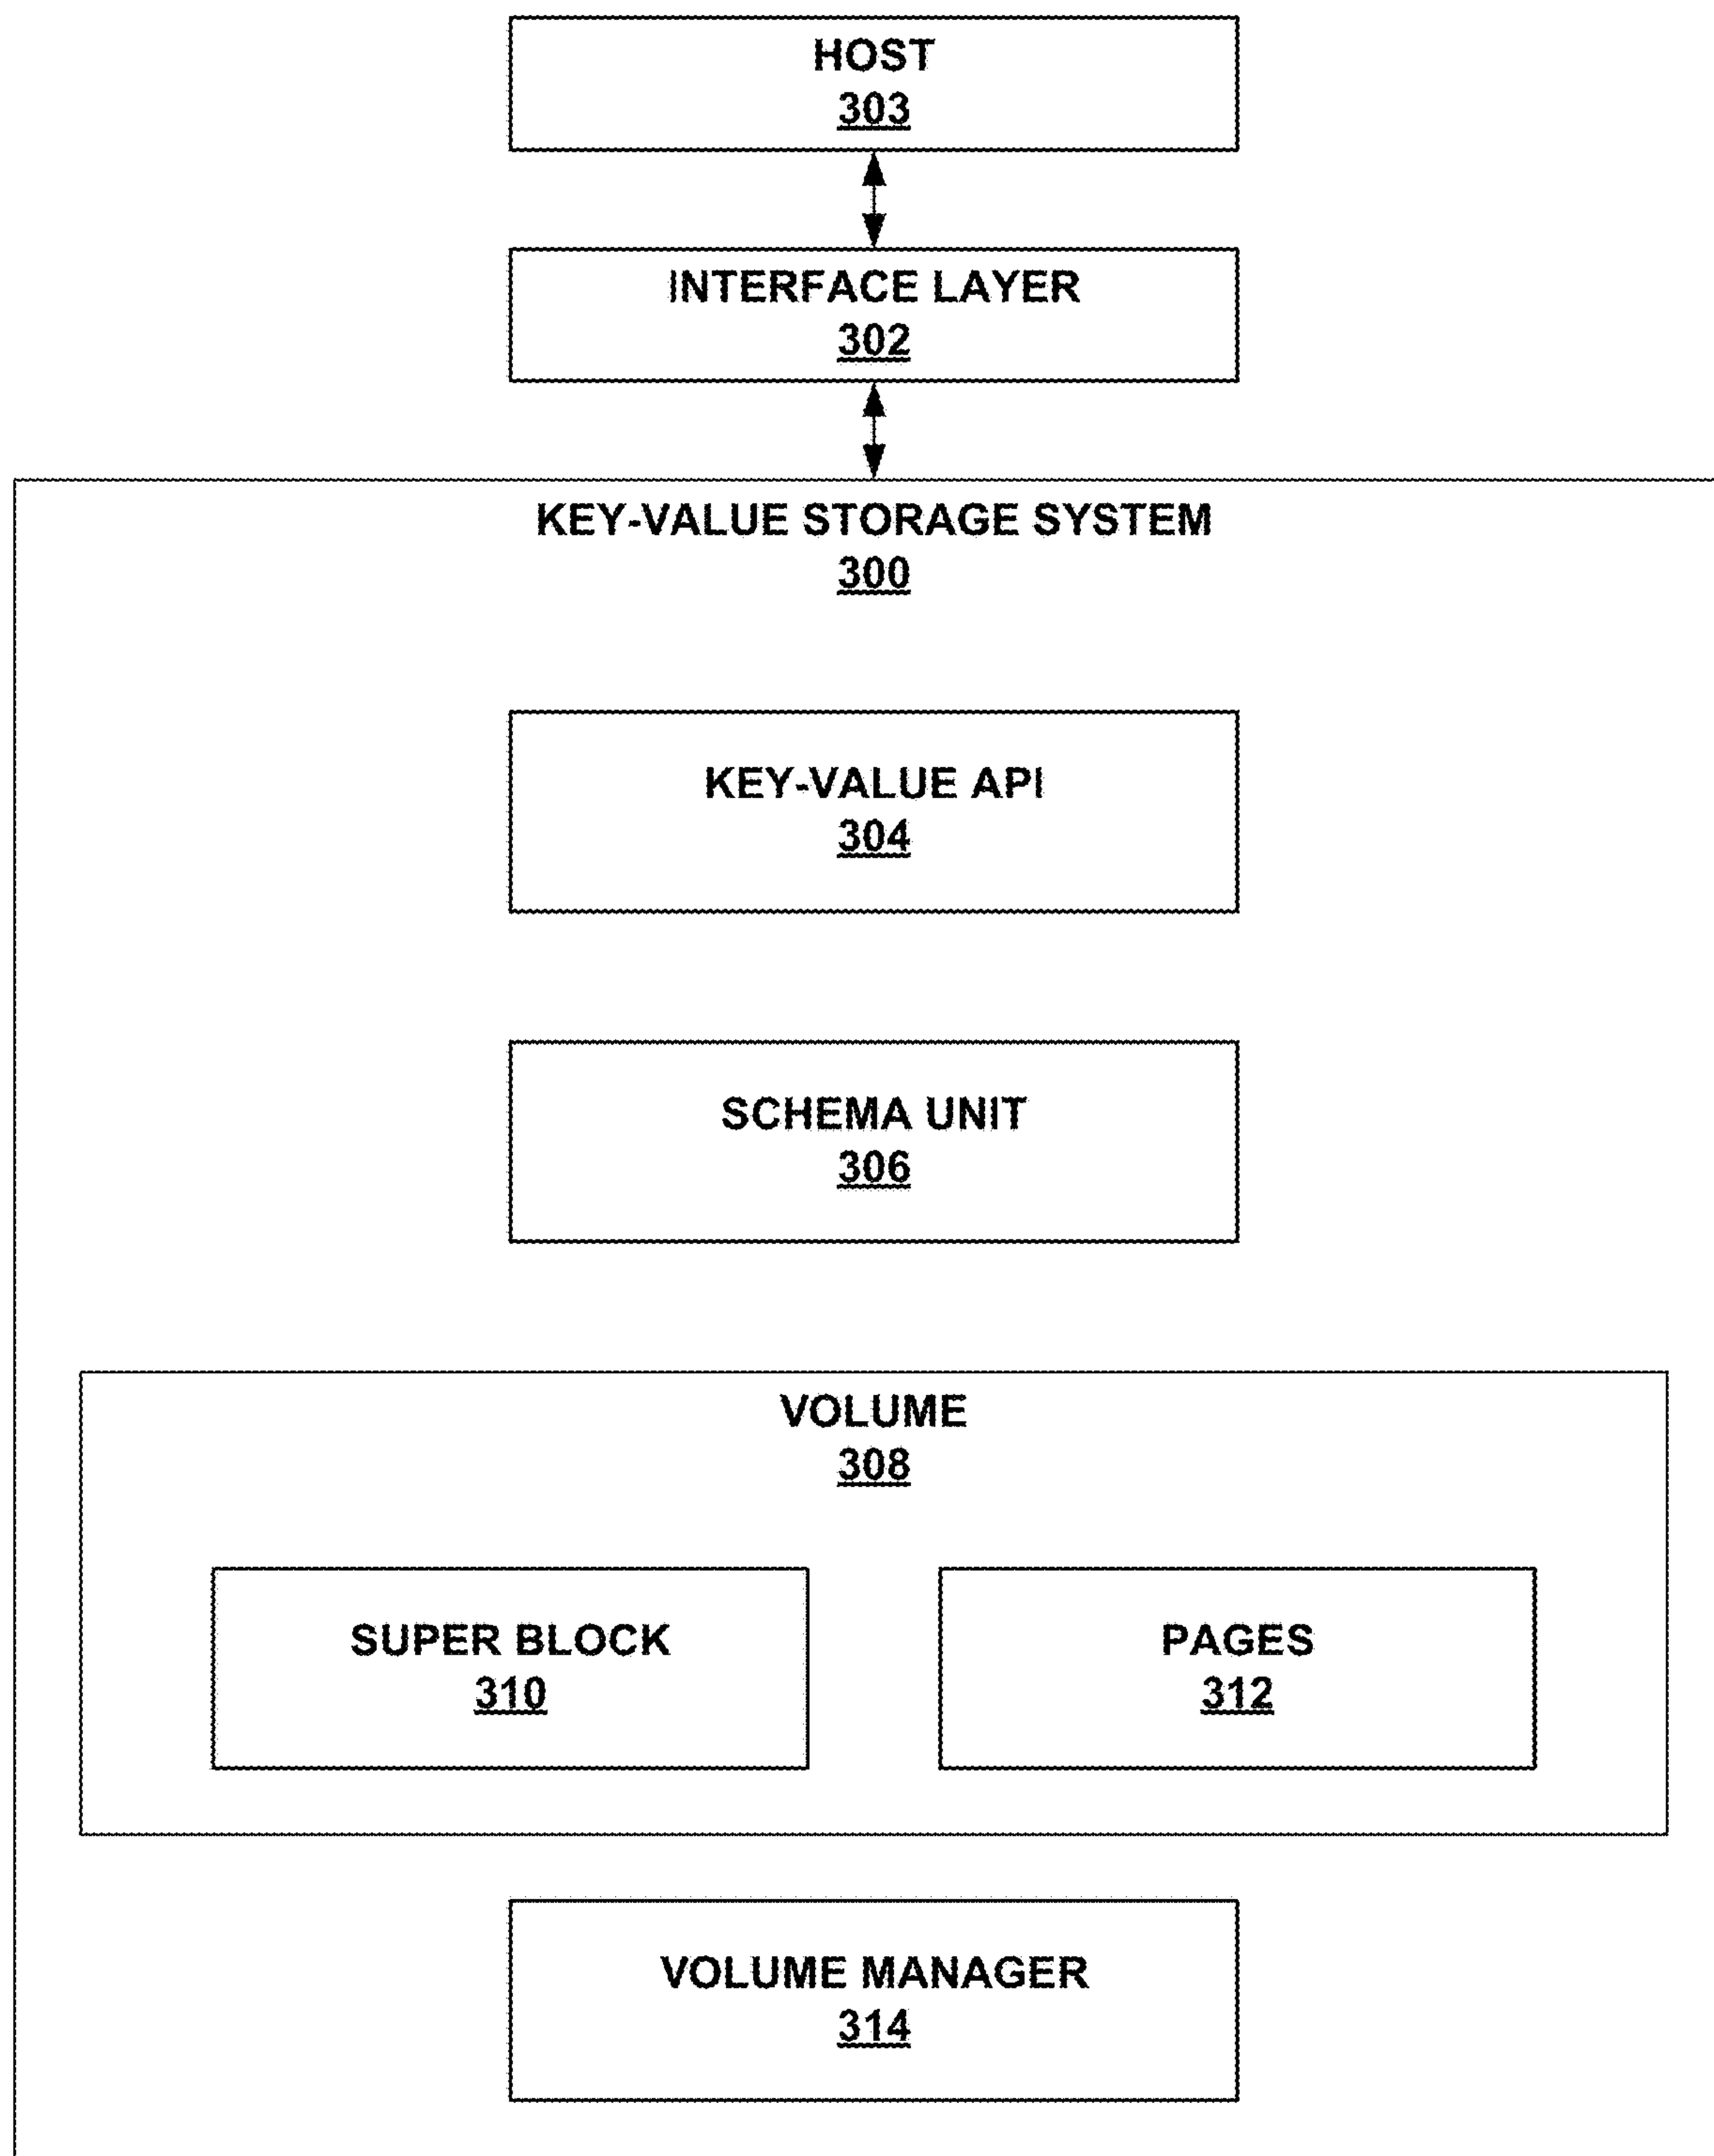 HOST
303
INTERFACE LAYER
302
KEY-VALUE STORAGE SYSTEM
300
KEY-VALUE API
304
SCHEMA UNIT
306
VOLUME
308
SUPER BLOCK
310
PAGES
312
VOLUME MANAGER
314